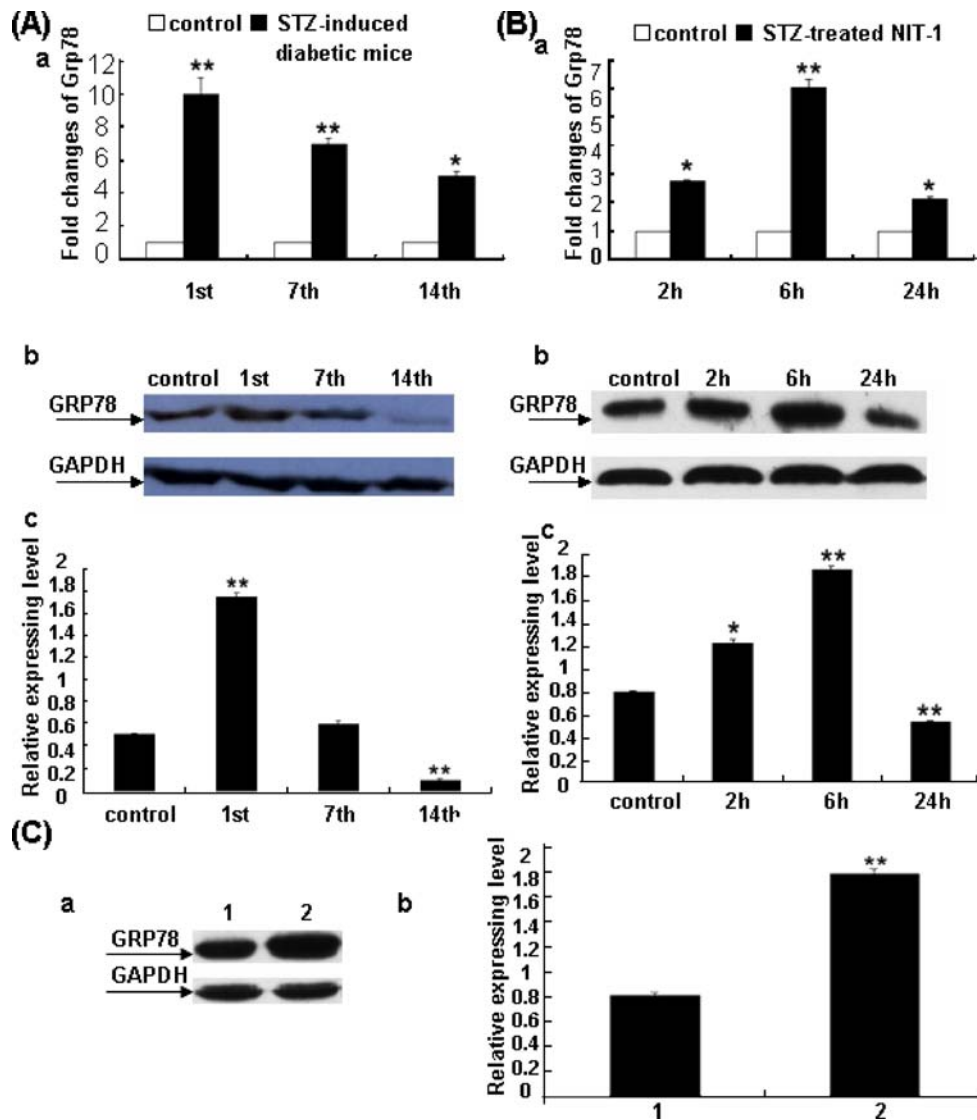 (A)
control STZ-induced
diabetic mice
a
Fold changes of Grp78
12
10
8
6
4
2
0
**
**
*
1st 7th 14th
(B)
control STZ-treated NIT-1
a
Fold changes of Grp78
7
6
5
4
3
2
1
0
*
**
*
2h 6h 24h
b
control 1st 7th 14th
GRP78
GAPDH
b
control 2h 6h 24h
GRP78
GAPDH
c
Relative expressing level
2
1.8
1.6
1.4
1.2
1
0.8
0.6
0.4
0.2
0
**
**
control 1st 7th 14th
c
Relative expressing level
2
1.8
1.6
1.4
1.2
1
0.8
0.6
0.4
0.2
0
*
**
**
control 2h 6h 24h
(C)
a
1 2
GRP78
GAPDH
b
Relative expressing level
2
1.8
1.6
1.4
1.2
1
0.8
0.6
0.4
0.2
0
**
1 2